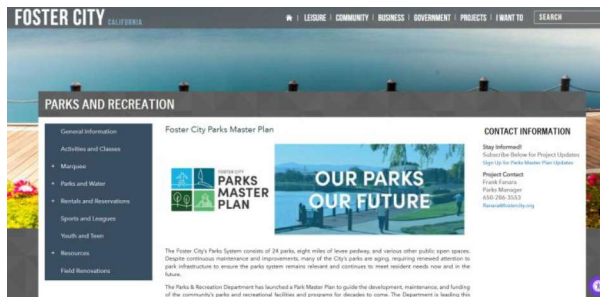 FOSTER CITY CALIFORNIA
LEISURE | COMMUNITY | BUSINESS | GOVERNMENT | PROJECTS | I WANT TO SEARCH
PARKS AND RECREATION
General Information
Activities and Classes
+ Marquee
+ Parks and Water
+ Rentals and Reservations
Sports and Leagues
Youth and Teen
+ Resources
Field Renovations
Foster City Parks Master Plan
FOSTER CITY
PARKS
MASTER
PLAN
OUR PARKS
OUR FUTURE
The Foster City's Parks System consists of 24 parks, eight miles of levee pedway, and various other public open spaces.
Despite continuous maintenance and improvements, many of the City's parks are aging, requiring renewed attention to
park infrastructure to ensure the parks system remains relevant and continues to meet resident needs now and in the
future.
The Parks & Recreation Department has launched a Park Master Plan to guide the development, maintenance, and funding
of the community's parks and recreational facilities and programs for decades to come. The Department is leading this
CONTACT INFORMATION
Stay Informed!
Subscribe Below for Project Updates
Sign Up for Parks Master Plan Updates
Project Contact
Frank Fanara
Parks Manager
650-286-3553
ffanara@fostercity.org